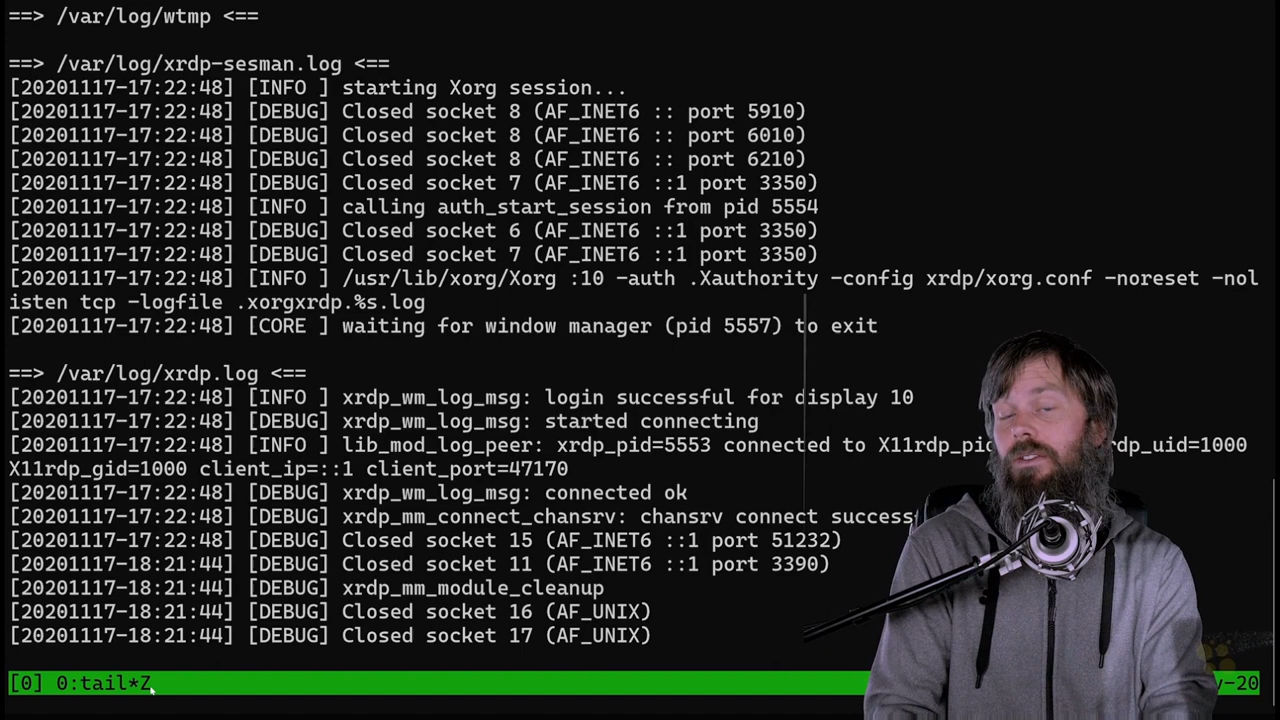 ==> /var/log/wtmp <==
==> /var/log/xrdp-sesman.log <==
[20201117-17:22:48] [INFO ] starting Xorg session...
[20201117-17:22:48] [DEBUG] Closed socket 8 (AF_INET6 :: port 5910)
[20201117-17:22:48] [DEBUG] Closed socket 8 (AF_INET6 :: port 6010)
[20201117-17:22:48] [DEBUG] Closed socket 8 (AF_INET6 :: port 6210)
[20201117-17:22:48] [DEBUG] Closed socket 7 (AF_INET6 ::1 port 3350)
[20201117-17:22:48] [INFO ] calling auth_start_session from pid 5554
[20201117-17:22:48] [DEBUG] Closed socket 6 (AF_INET6 ::1 port 3350)
[20201117-17:22:48] [DEBUG] Closed socket 7 (AF_INET6 ::1 port 3350)
[20201117-17:22:48] [INFO ] /usr/lib/xorg/Xorg :10 -auth .Xauthority -config xrdp/xorg.conf -noreset -nol
isten tcp -logfile .xorgxrdp.%s.log
[20201117-17:22:48] [CORE ] waiting for window manager (pid 5557) to exit
==> /var/log/xrdp.log <==
[20201117-17:22:48] [INFO ] xrdp_wm_log_msg: login successful for display 10
[20201117-17:22:48] [DEBUG] xrdp_wm_log_msg: started connecting
[20201117-17:22:48] [INFO ] lib_mod_log_peer: xrdp_pid=5553 connected to rdp_uid=1000
X11rdp_gid=1000 client_ip=::1 client_port=47170
[20201117-17:22:48] [DEBUG] xrdp_wm_log_msg: connected ok
[20201117-17:22:48] [DEBUG] xrdp_mm_connect_chansrv: chansrv connect success
[20201117-17:22:48] [DEBUG] Closed socket 15 (AF_INET6 ::1 port 51232)
[20201117-18:21:44] [DEBUG] Closed socket 11 (AF_INET6 ::1 port 3390)
[20201117-18:21:44] [DEBUG] xrdp_mm_module_cleanup
[20201117-18:21:44] [DEBUG] Closed socket 16 (AF_UNIX)
[20201117-18:21:44] [DEBUG] Closed socket 17 (AF_UNIX)
[0] 0:tail*Z